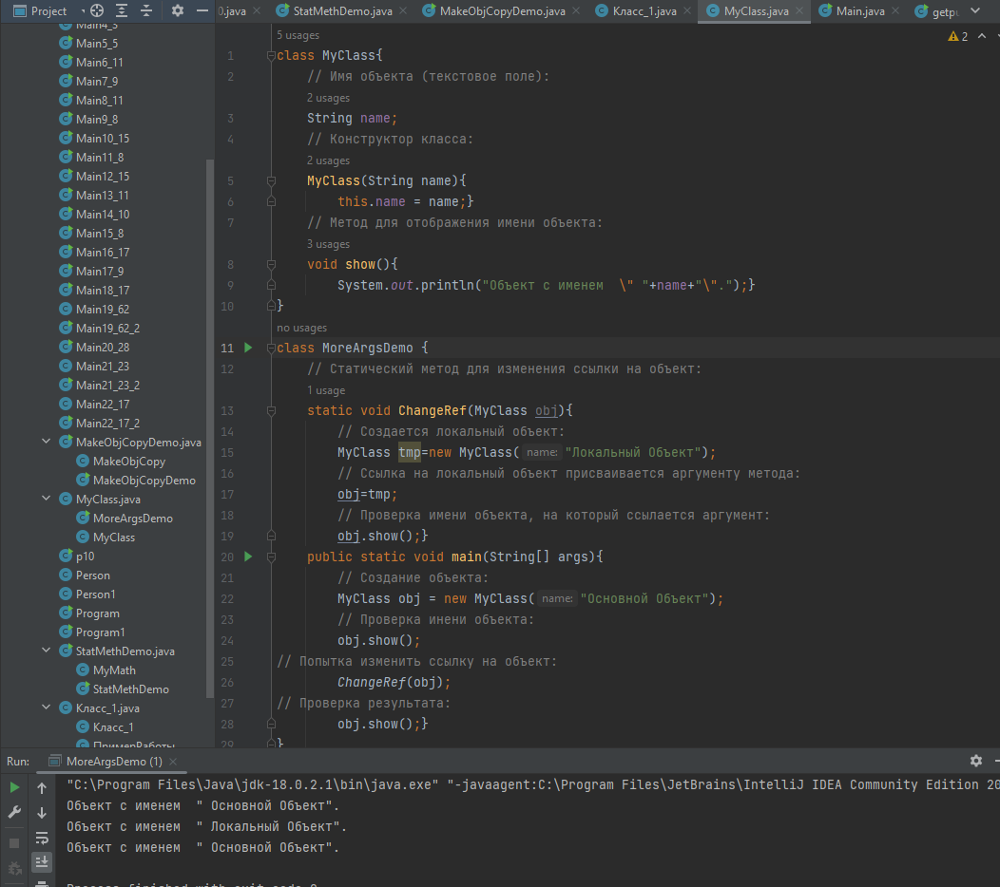 Project
0.java
StatMethDemo.java
MakeObjCopyDemo.java
Класс_1.java
MyClass.java
Main.java
Main4_3
Main5_5
Main6_11
Main7_9
Main8_11
Main9_8
Main10_15
Main11_8
Main12_15
Main13_11
Main14_10
Main15_8
Main16_17
Main17_9
Main18_17
Main19_62
Main19_62_2
Main20_28
Main21_23
Main21_23_2
Main22_17
Main22_17_2
MakeObjCopyDemo.java
MakeObjCopy
MakeObjCopyDemo
MyClass.java
MoreArgsDemo
MyClass
p10
Person
Person1
Program
Program1
StatMethDemo.java
MyMath
StatMethDemo
Класс_1.java
Класс_1
ПримерРаботы
2
5 usages
1 class MyClass{
2 // Имя объекта (текстовое поле):
2 usages
3 String name;
4 // Конструктор класса:
2 usages
5 MyClass(String name){
6 this.name = name;}
7 // Метод для отображения имени объекта:
3 usages
8 void show(){
9 System.out.println("Объект с именем  \" "+name+"\".");}
10 }
no usages
11 class MoreArgsDemo {
12 // Статический метод для изменения ссылки на объект:
1 usage
13 static void ChangeRef(MyClass obj){
14 // Создается локальный объект:
15 MyClass tmp=new MyClass( name: "Локальный Объект");
16 // Ссылка на локальный объект присваивается аргументу метода:
17 obj=tmp;
18 // Проверка имени объекта, на который ссылается аргумент:
19 obj.show();}
20 public static void main(String[] args){
21 // Создание объекта:
22 MyClass obj = new MyClass( name: "Основной Объект");
23 // Проверка инени объекта:
24 obj.show();
25 // Попытка изменить ссылку на объект:
26 ChangeRef(obj);
27 // Проверка результата:
28 obj.show();}
29 }
Run: MoreArgsDemo (1)
"C:\Program Files\Java\jdk-18.0.2.1\bin\java.exe" "-javaagent:C:\Program Files\JetBrains\IntelliJ IDEA Community Edition 20
Объект с именем  " Основной Объект".
Объект с именем  " Локальный Объект".
Объект с именем  " Основной Объект".
Process finished with exit code 0